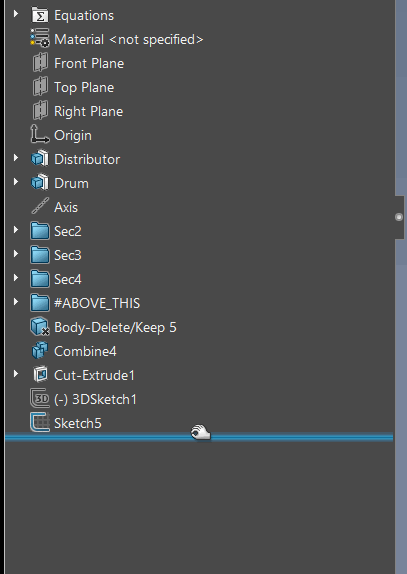 Equations
Material <not specified>
Front Plane
Top Plane
Right Plane
Origin
Distributor
Drum
Axis
Sec2
Sec3
Sec4
#ABOVE_THIS
Body-Delete/Keep 5
Combine4
Cut-Extrude1
(-) 3DSketch1
Sketch5